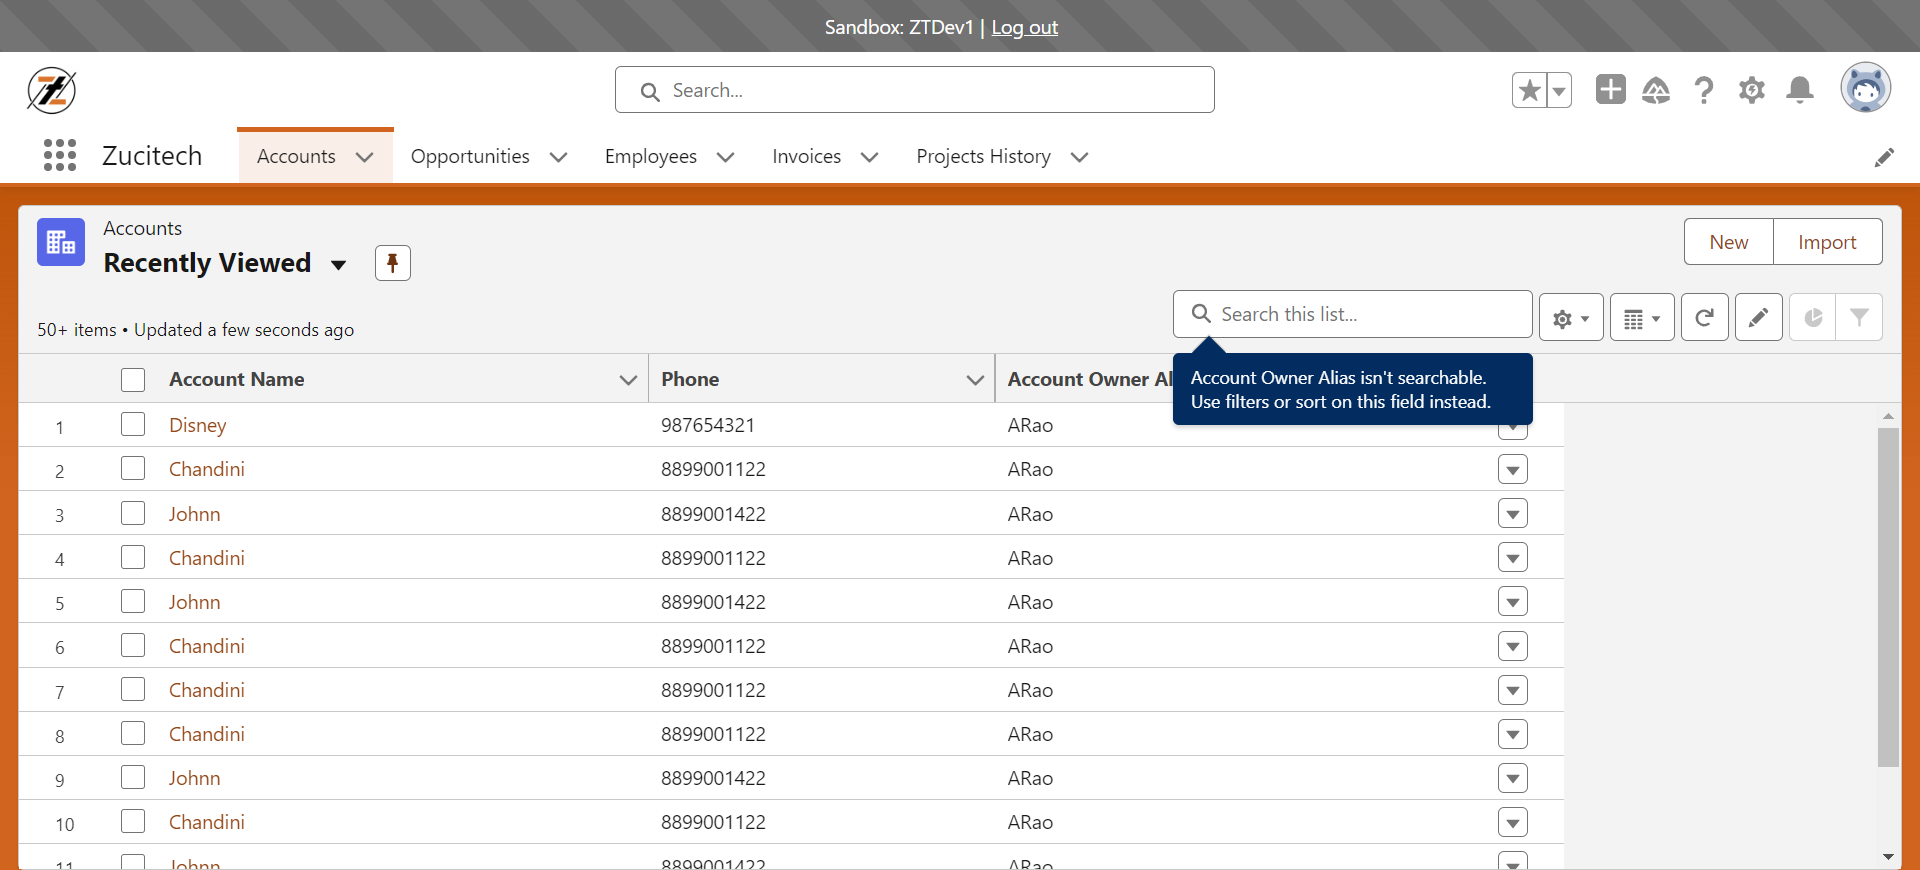 Sandbox: ZTDev1 | Log out
Search...
Zucitech
Accounts
Opportunities
Employees
Invoices
Projects History
Accounts
Recently Viewed
New
Import
50+ items • Updated a few seconds ago
Search this list...
Account Name
Phone
Account Owner Al
Account Owner Alias isn't searchable.
Use filters or sort on this field instead.
1 Disney 987654321 ARao
2 Chandini 8899001122 ARao
3 Johnn 8899001422 ARao
4 Chandini 8899001122 ARao
5 Johnn 8899001422 ARao
6 Chandini 8899001122 ARao
7 Chandini 8899001122 ARao
8 Chandini 8899001122 ARao
9 Johnn 8899001422 ARao
10 Chandini 8899001122 ARao
11 Johnn 8899001422 ARao